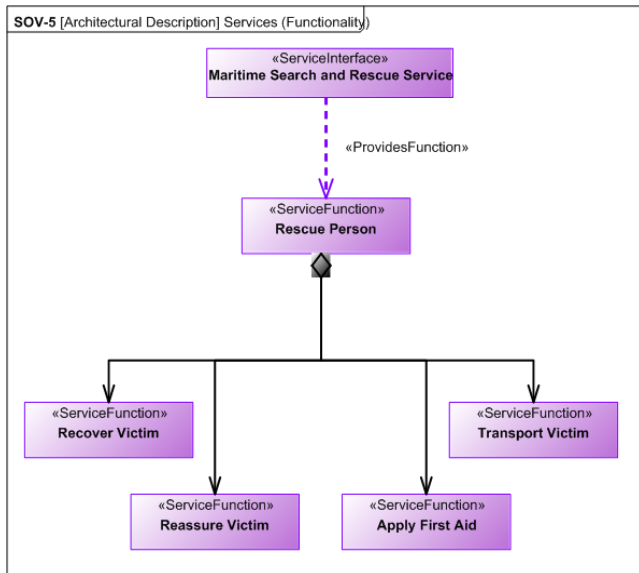 SOV-5 [Architectural Description] Services (Functionality)
«ServiceInterface»
Maritime Search and Rescue Service
«ProvidesFunction»
«ServiceFunction»
Rescue Person
«ServiceFunction»
Recover Victim
«ServiceFunction»
Transport Victim
«ServiceFunction»
Reassure Victim
«ServiceFunction»
Apply First Aid